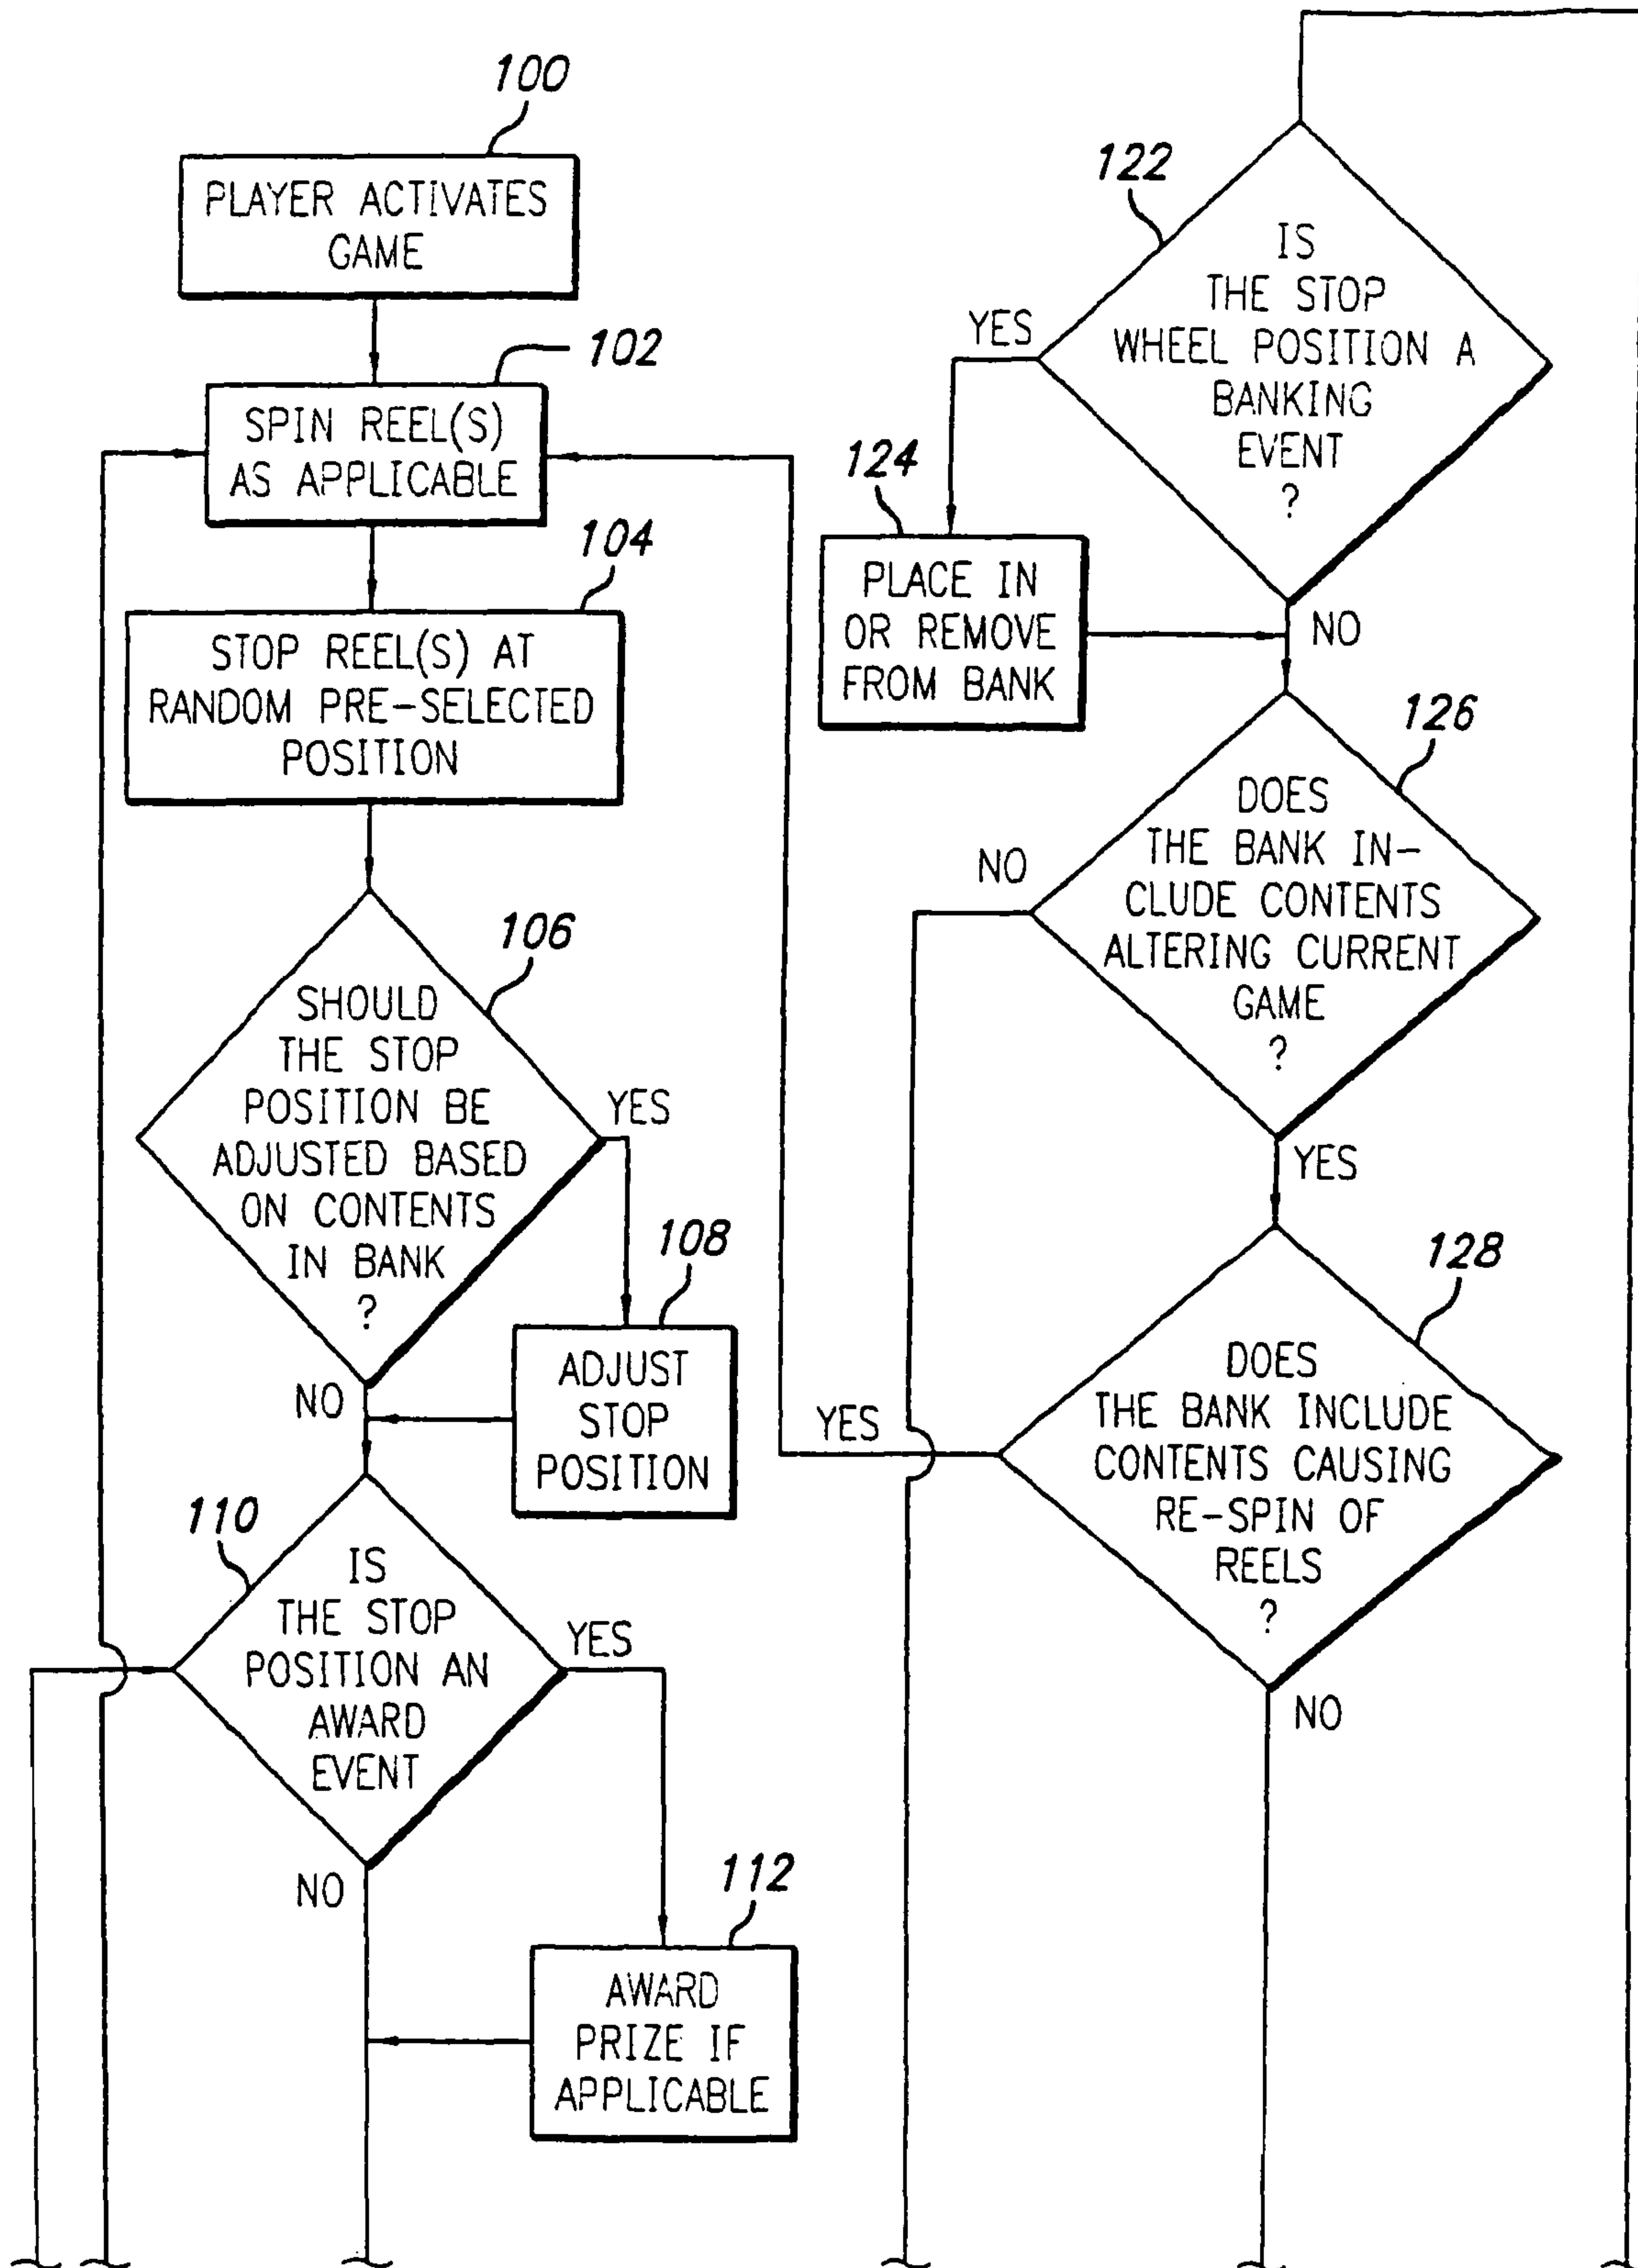 100
PLAYER ACTIVATES
GAME
102
SPIN REEL(S)
AS APPLICABLE
104
STOP REEL(S) AT
RANDOM PRE-SELECTED
POSITION
106
SHOULD
THE STOP
POSITION BE
ADJUSTED BASED
ON CONTENTS
IN BANK
?
YES
NO
108
ADJUST
STOP
POSITION
110
IS
THE STOP
POSITION AN
AWARD
EVENT
YES
NO
112
AWARD
PRIZE IF
APPLICABLE
122
IS
THE STOP
WHEEL POSITION A
BANKING
EVENT
?
YES
NO
124
PLACE IN
OR REMOVE
FROM BANK
126
DOES
THE BANK IN-
CLUDE CONTENTS
ALTERING CURRENT
GAME
?
NO
YES
128
DOES
THE BANK INCLUDE
CONTENTS CAUSING
RE-SPIN OF
REELS
?
YES
NO